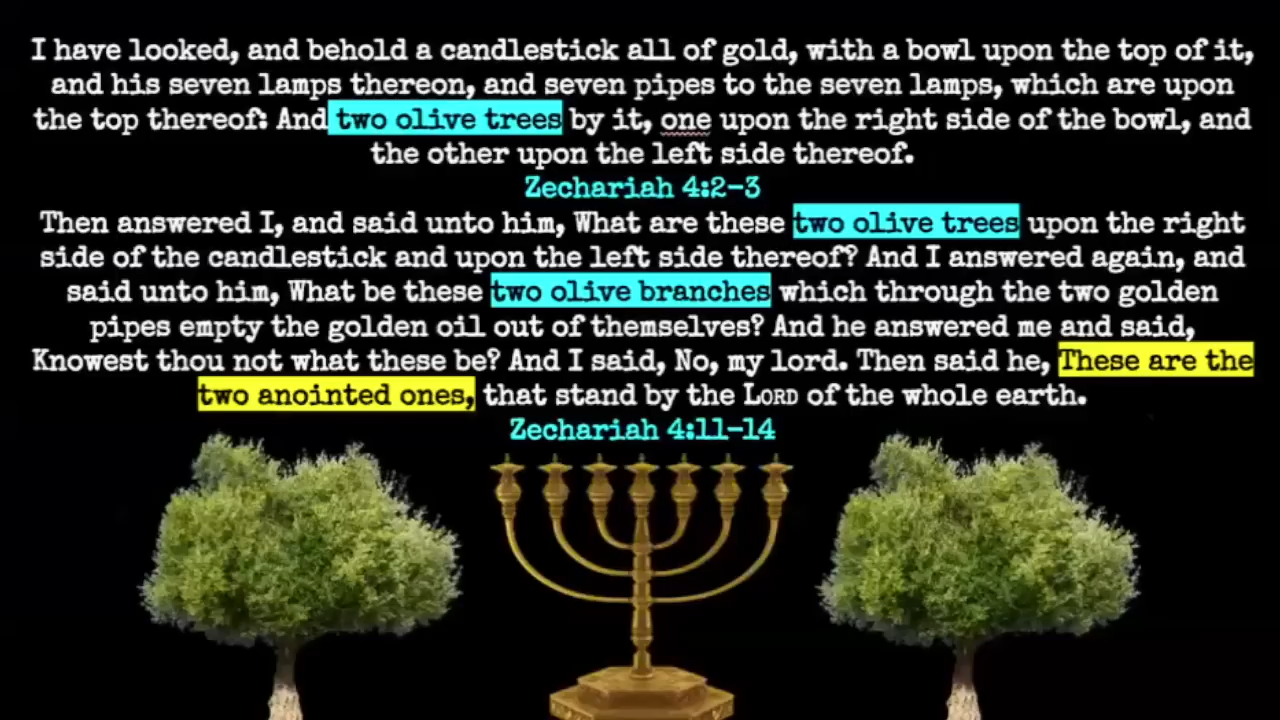 I have looked, and behold a candlestick all of gold, with a bowl upon the top of it,
and his seven lamps thereon, and seven pipes to the seven lamps, which are upon
the top thereof: And two olive trees by it, one upon the right side of the bowl, and
the other upon the left side thereof.
Zechariah 4:2-3
Then answered I, and said unto him, What are these two olive trees upon the right
side of the candlestick and upon the left side thereof? And I answered again, and
said unto him, What be these two olive branches which through the two golden
pipes empty the golden oil out of themselves? And he answered me and said,
Knowest thou not what these be? And I said, No, my lord. Then said he, These are the
two anointed ones, that stand by the LORD of the whole earth.
Zechariah 4:11-14